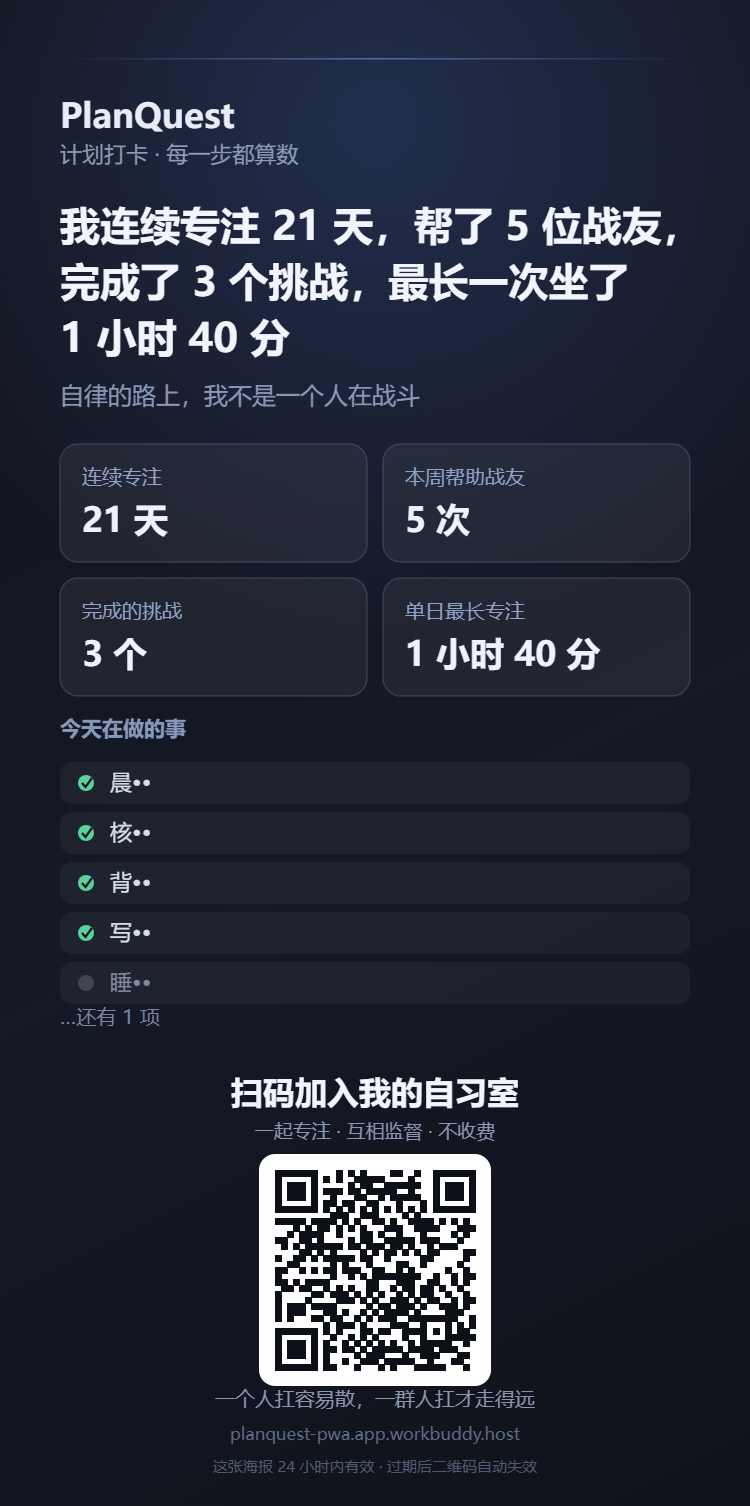 PlanQuest
计划打卡 · 每一步都算数
我连续专注 21 天，帮了 5 位战友，
完成了 3 个挑战，最长一次坐了
1 小时 40 分
自律的路上，我不是一个人在战斗
连续专注
21 天
本周帮助战友
5 次
完成的挑战
3 个
单日最长专注
1 小时 40 分
今天在做的事
晨••
核••
背••
写••
睡••
...还有 1 项
扫码加入我的自习室
一起专注 · 互相监督 · 不收费
一个人扛容易散，一群人扛才走得远
planquest-pwa.app.workbuddy.host
这张海报 24 小时内有效 · 过期后二维码自动失效